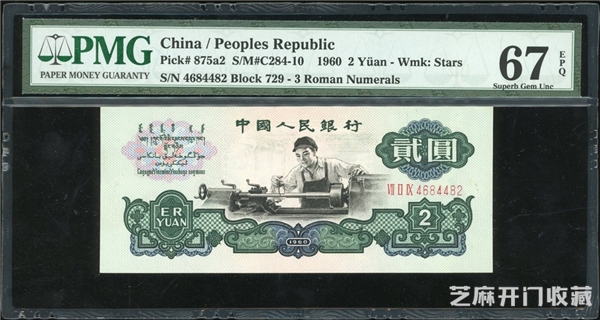 PMG
PAPER MONEY GUARANTY
China / Peoples Republic
Pick# 875a2 S/M#C284-10 1960 2 Yüan - Wmk: Stars
S/N 4684482 Block 729 - 3 Roman Numerals
67 EPQ
Superb Gem Unc
中國人民銀行
貳圓
VII II IX 4684482
ER
YUAN
2
1960
芝麻开门收藏